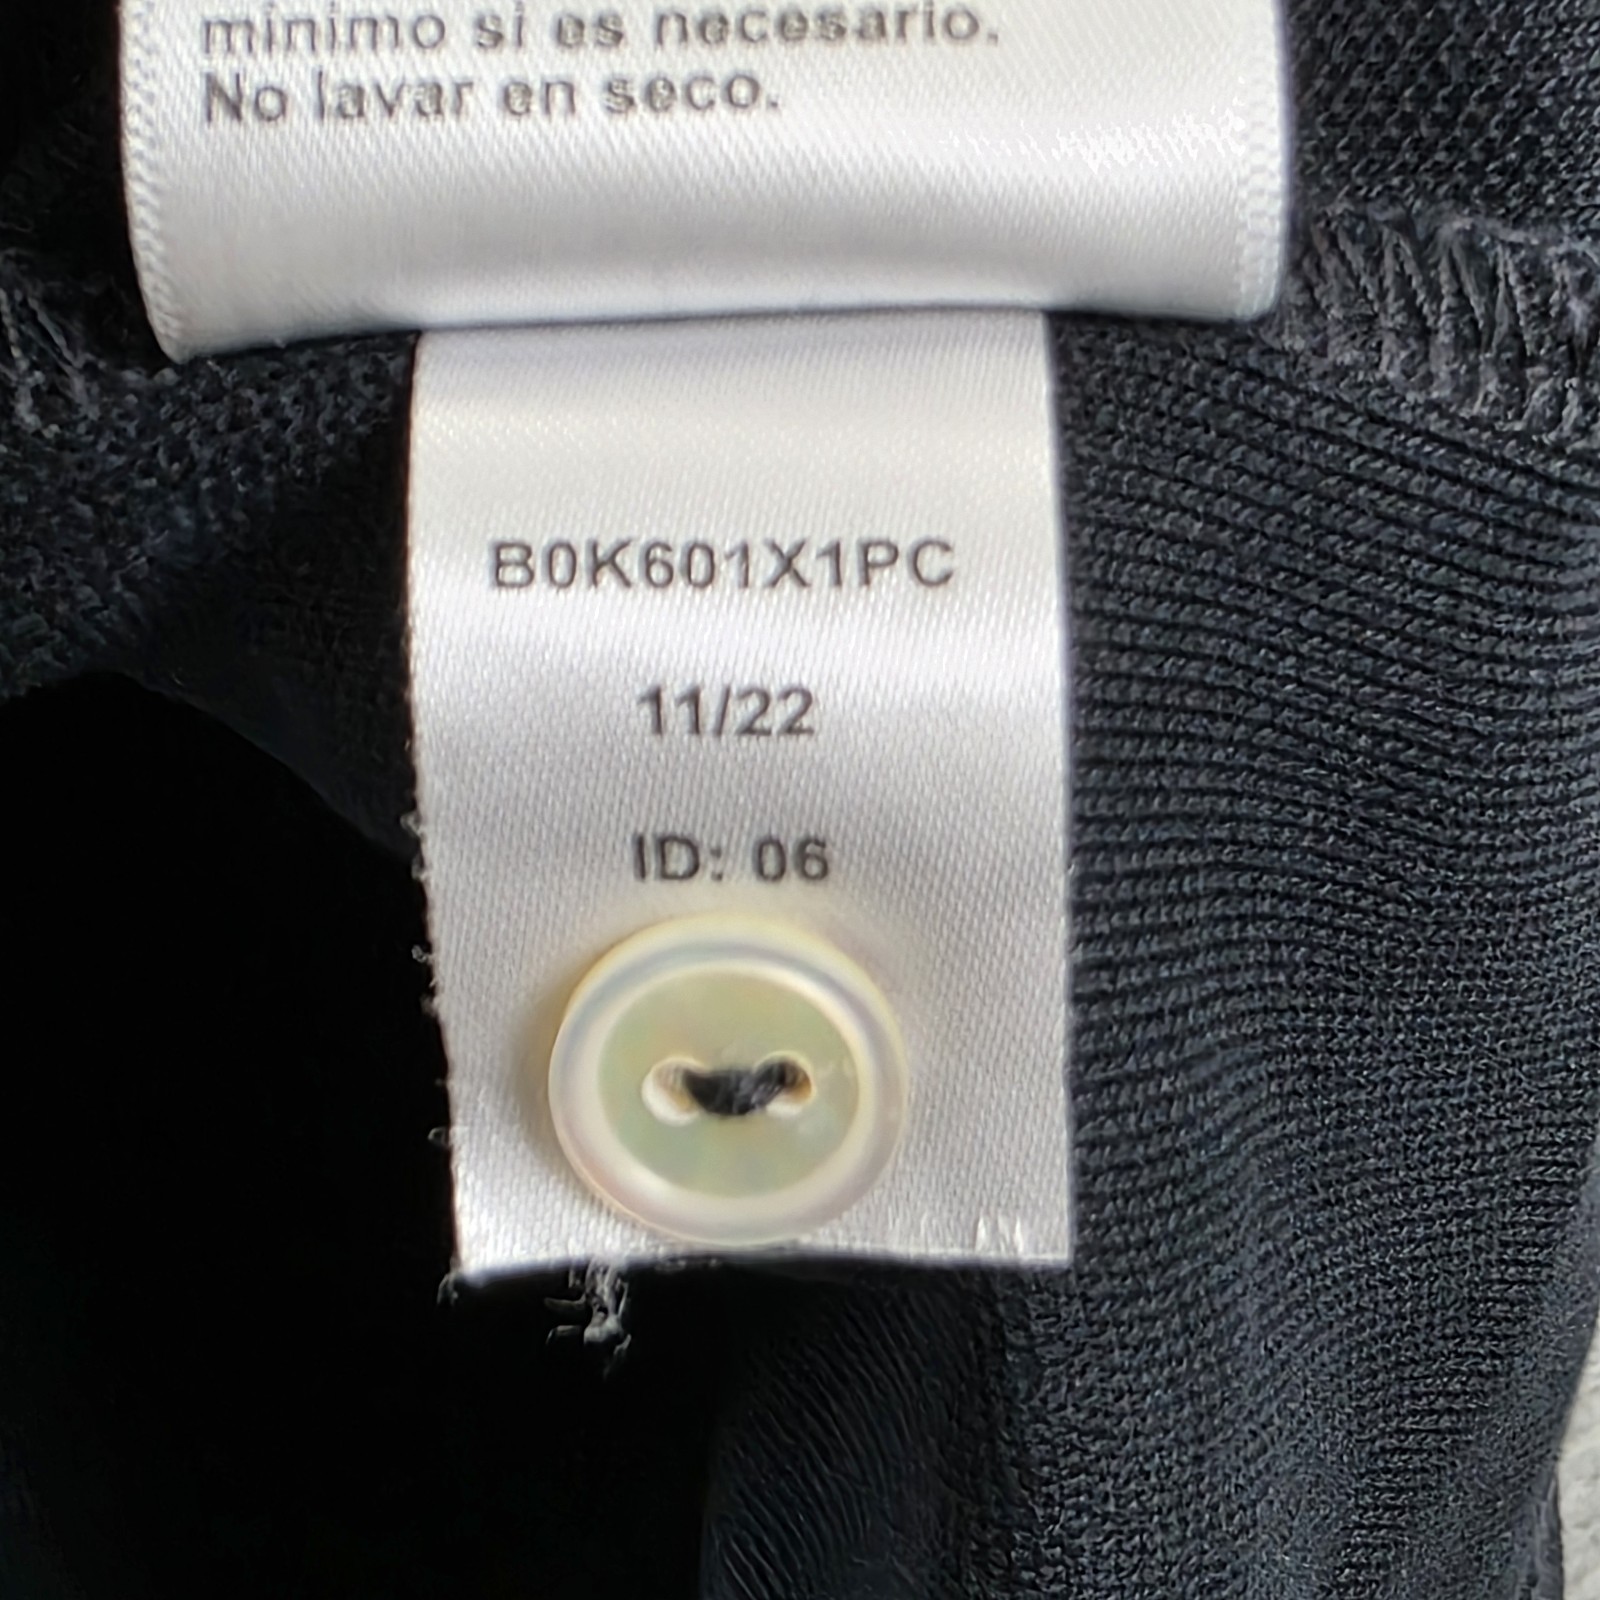 mínimo si es necesario.
No lavar en seco.
B0K601X1PC
11/22
ID: 06